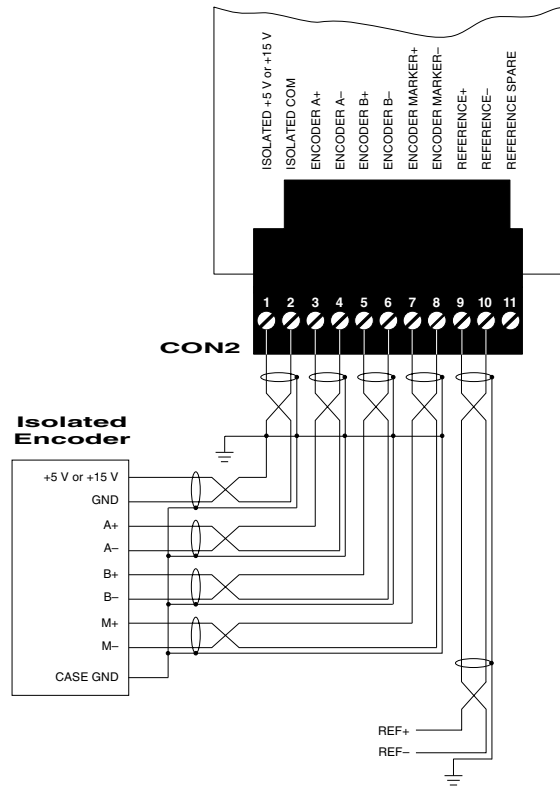 ISOLATED +5 V or +15 V
ISOLATED COM
ENCODER A+
ENCODER A–
ENCODER B+
ENCODER B–
ENCODER MARKER+
ENCODER MARKER–
REFERENCE+
REFERENCE–
REFERENCE SPARE
1 2 3 4 5 6 7 8 9 10 11
CON2
Isolated
Encoder
+5 V or +15 V
GND
A+
A–
B+
B–
M+
M–
CASE GND
REF+
REF–